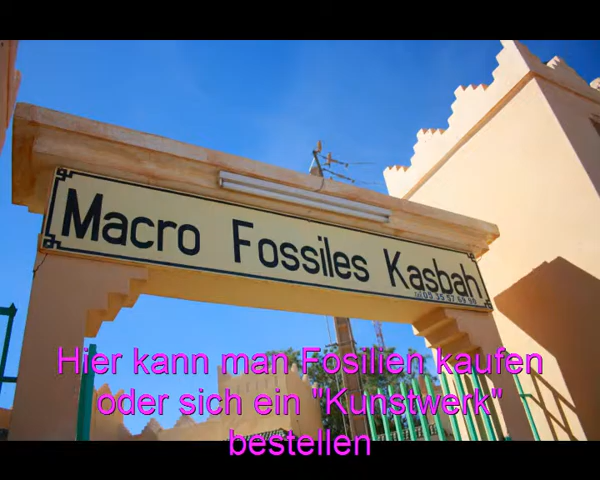 Macro Fossiles Kasbah
Hier kann man Fosilien kaufen
oder sich ein "Kunstwerk"
bestellen